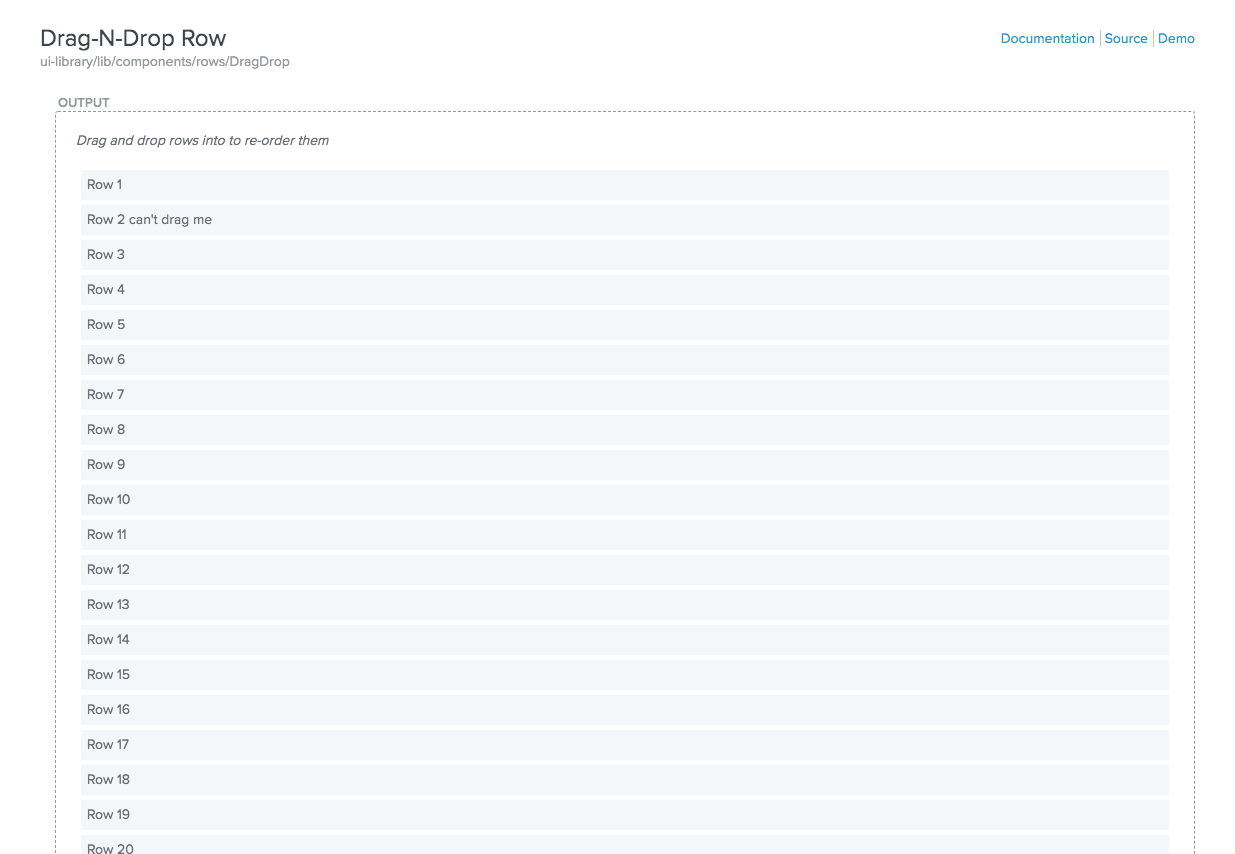 Drag-N-Drop Row
Documentation Source Demo
ui-library/lib/components/rows/DragDrop
OUTPUT
Drag and drop rows into to re-order them
Row 1
Row 2 can't drag me
Row 3
Row 4
Row 5
Row 6
Row 7
Row 8
Row 9
Row 10
Row 11
Row 12
Row 13
Row 14
Row 15
Row 16
Row 17
Row 18
Row 19
Row 20